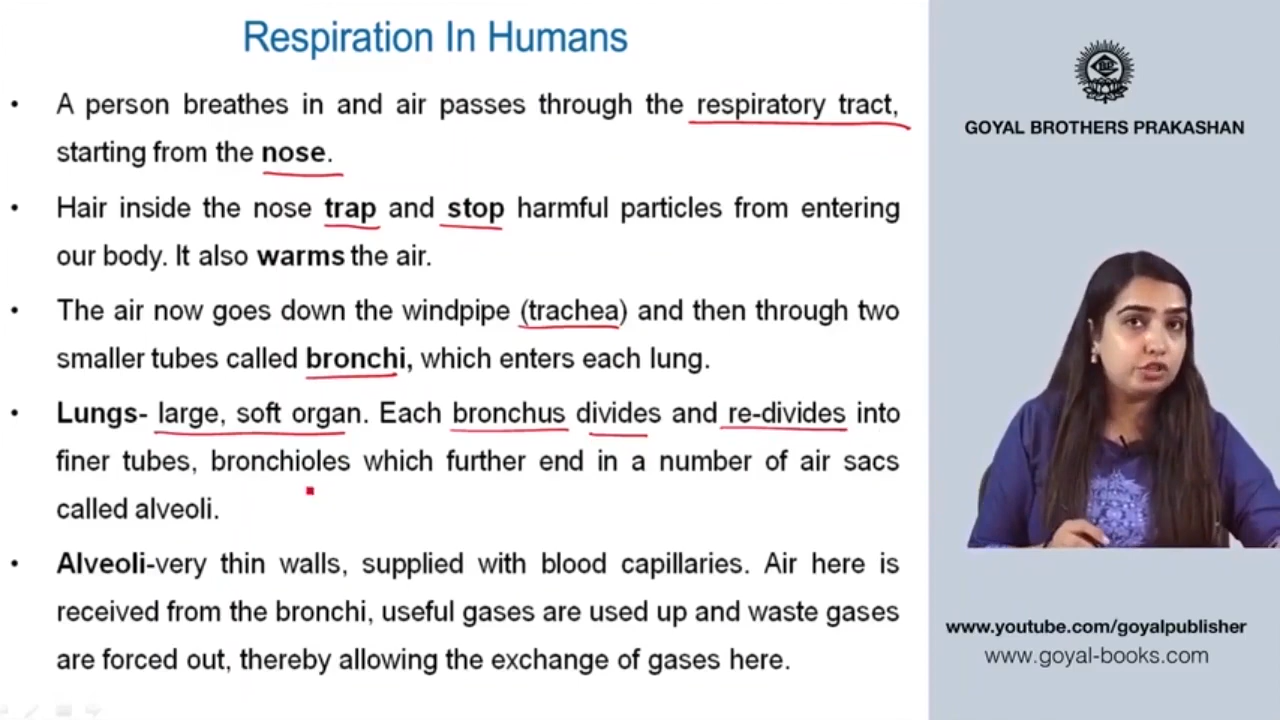 Respiration In Humans
• A person breathes in and air passes through the respiratory tract,
starting from the nose.
• Hair inside the nose trap and stop harmful particles from entering
our body. It also warms the air.
• The air now goes down the windpipe (trachea) and then through two
smaller tubes called bronchi, which enters each lung.
• Lungs- large, soft organ. Each bronchus divides and re-divides into
finer tubes, bronchioles which further end in a number of air sacs
called alveoli.
• Alveoli-very thin walls, supplied with blood capillaries. Air here is
received from the bronchi, useful gases are used up and waste gases
are forced out, thereby allowing the exchange of gases here.
GBP
GOYAL BROTHERS PRAKASHAN
www.youtube.com/goyalpublisher
www.goyal-books.com